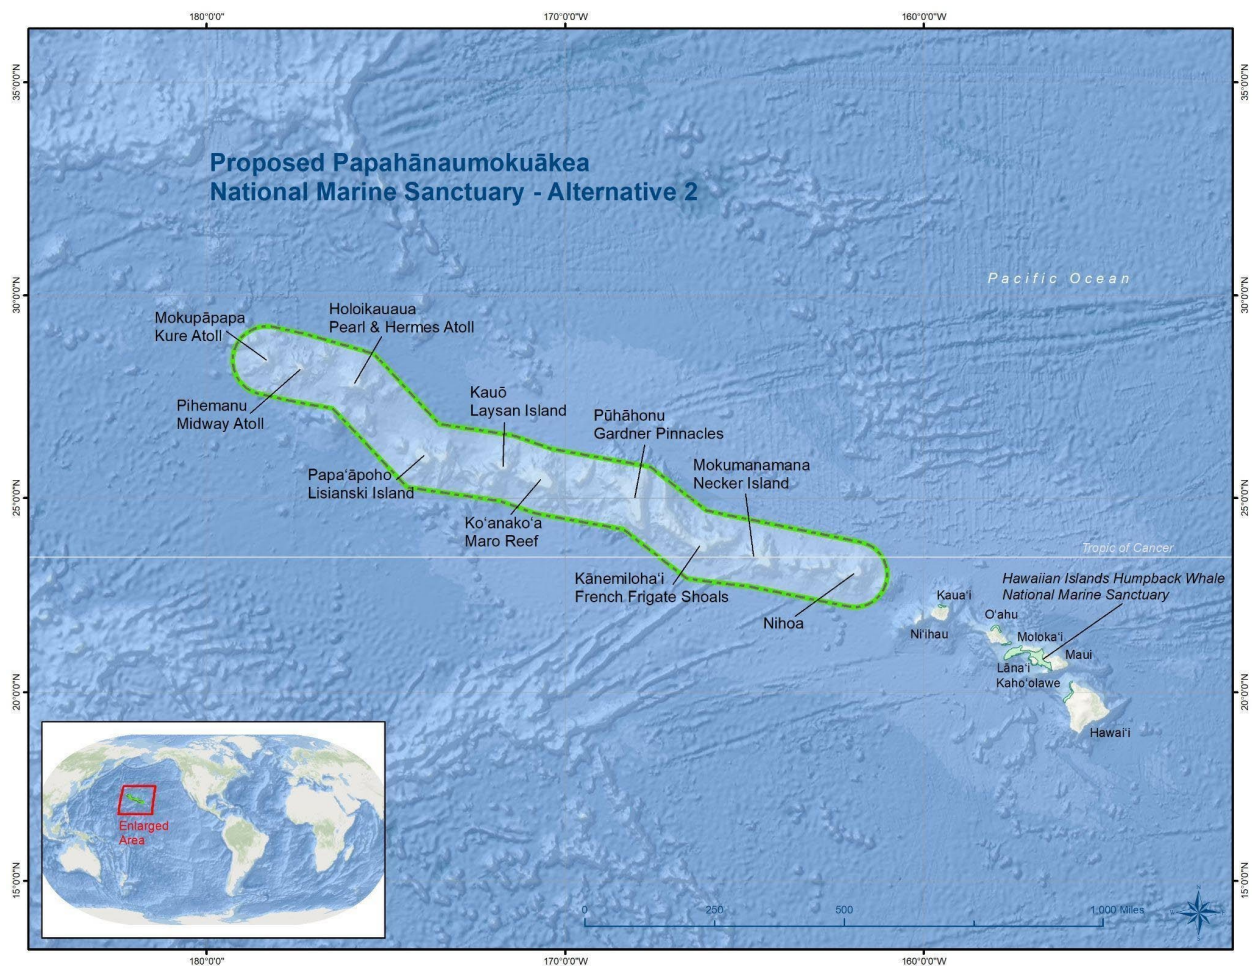 180°0'0"
170°0'0"W
160°0'0"W
35°0'0"N
35°0'0"N
Proposed Papahānaumokuākea
National Marine Sanctuary - Alternative 2
Pacific Ocean
30°0'0"N
30°0'0"N
Mokupāpapa
Kure Atoll
Holoikauaua
Pearl & Hermes Atoll
Pihemanu
Midway Atoll
Kauō
Laysan Island
Pūhāhonu
Gardner Pinnacles
Mokumanamana
Necker Island
Papa‘āpoho
Lisianski Island
25°0'0"N
25°0'0"N
Ko‘anako‘a
Maro Reef
Tropic of Cancer
Kānemiloha‘i
French Frigate Shoals
Nihoa
Hawaiian Islands Humpback Whale
National Marine Sanctuary
Kaua‘i
Ni‘ihau
O‘ahu
Moloka‘i
Maui
Lāna‘i
Kaho‘olawe
20°0'0"N
20°0'0"N
Hawai‘i
Enlarged
Area
15°0'0"N
15°0'0"N
0
250
500
1,000 Miles
N
180°0'0"
170°0'0"W
160°0'0"W